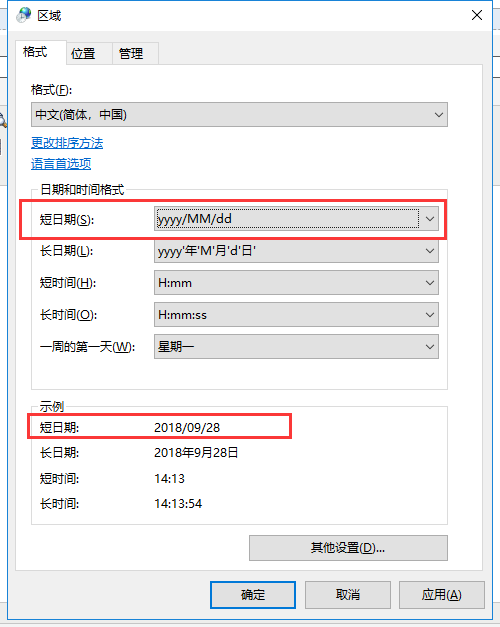 区域
格式 位置 管理
格式(F):
中文(简体，中国)
更改排序方法
语言首选项
日期和时间格式
短日期(S): yyyy/MM/dd
长日期(L): yyyy'年'M'月'd'日'
短时间(H): H:mm
长时间(O): H:mm:ss
一周的第一天(W): 星期一
示例
短日期: 2018/09/28
长日期: 2018年9月28日
短时间: 14:13
长时间: 14:13:54
其他设置(D)...
确定 取消 应用(A)